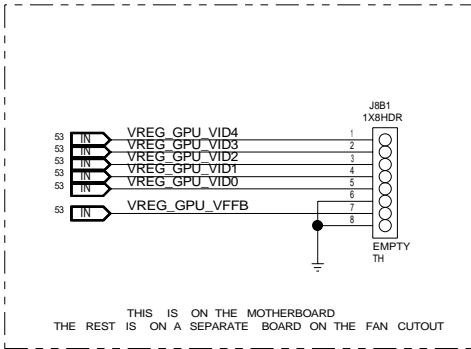 J8B1
1X8HDR
53 IN VREG_GPU_VID4 1
53 IN VREG_GPU_VID3 2
53 IN VREG_GPU_VID2 3
53 IN VREG_GPU_VID1 4
53 IN VREG_GPU_VID0 5
6
53 IN VREG_GPU_VFFB 7
8
EMPTY
TH
THIS IS ON THE MOTHERBOARD
THE REST IS ON A SEPARATE BOARD ON THE FAN CUTOUT